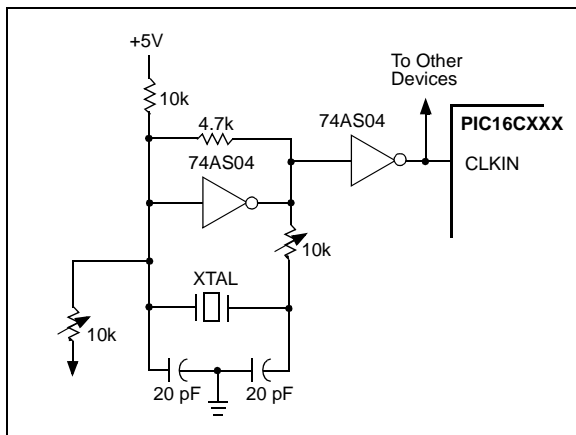 +5V
10k
4.7k
74AS04
74AS04
To Other
Devices
PIC16CXXX
CLKIN
10k
XTAL
10k
20 pF
20 pF